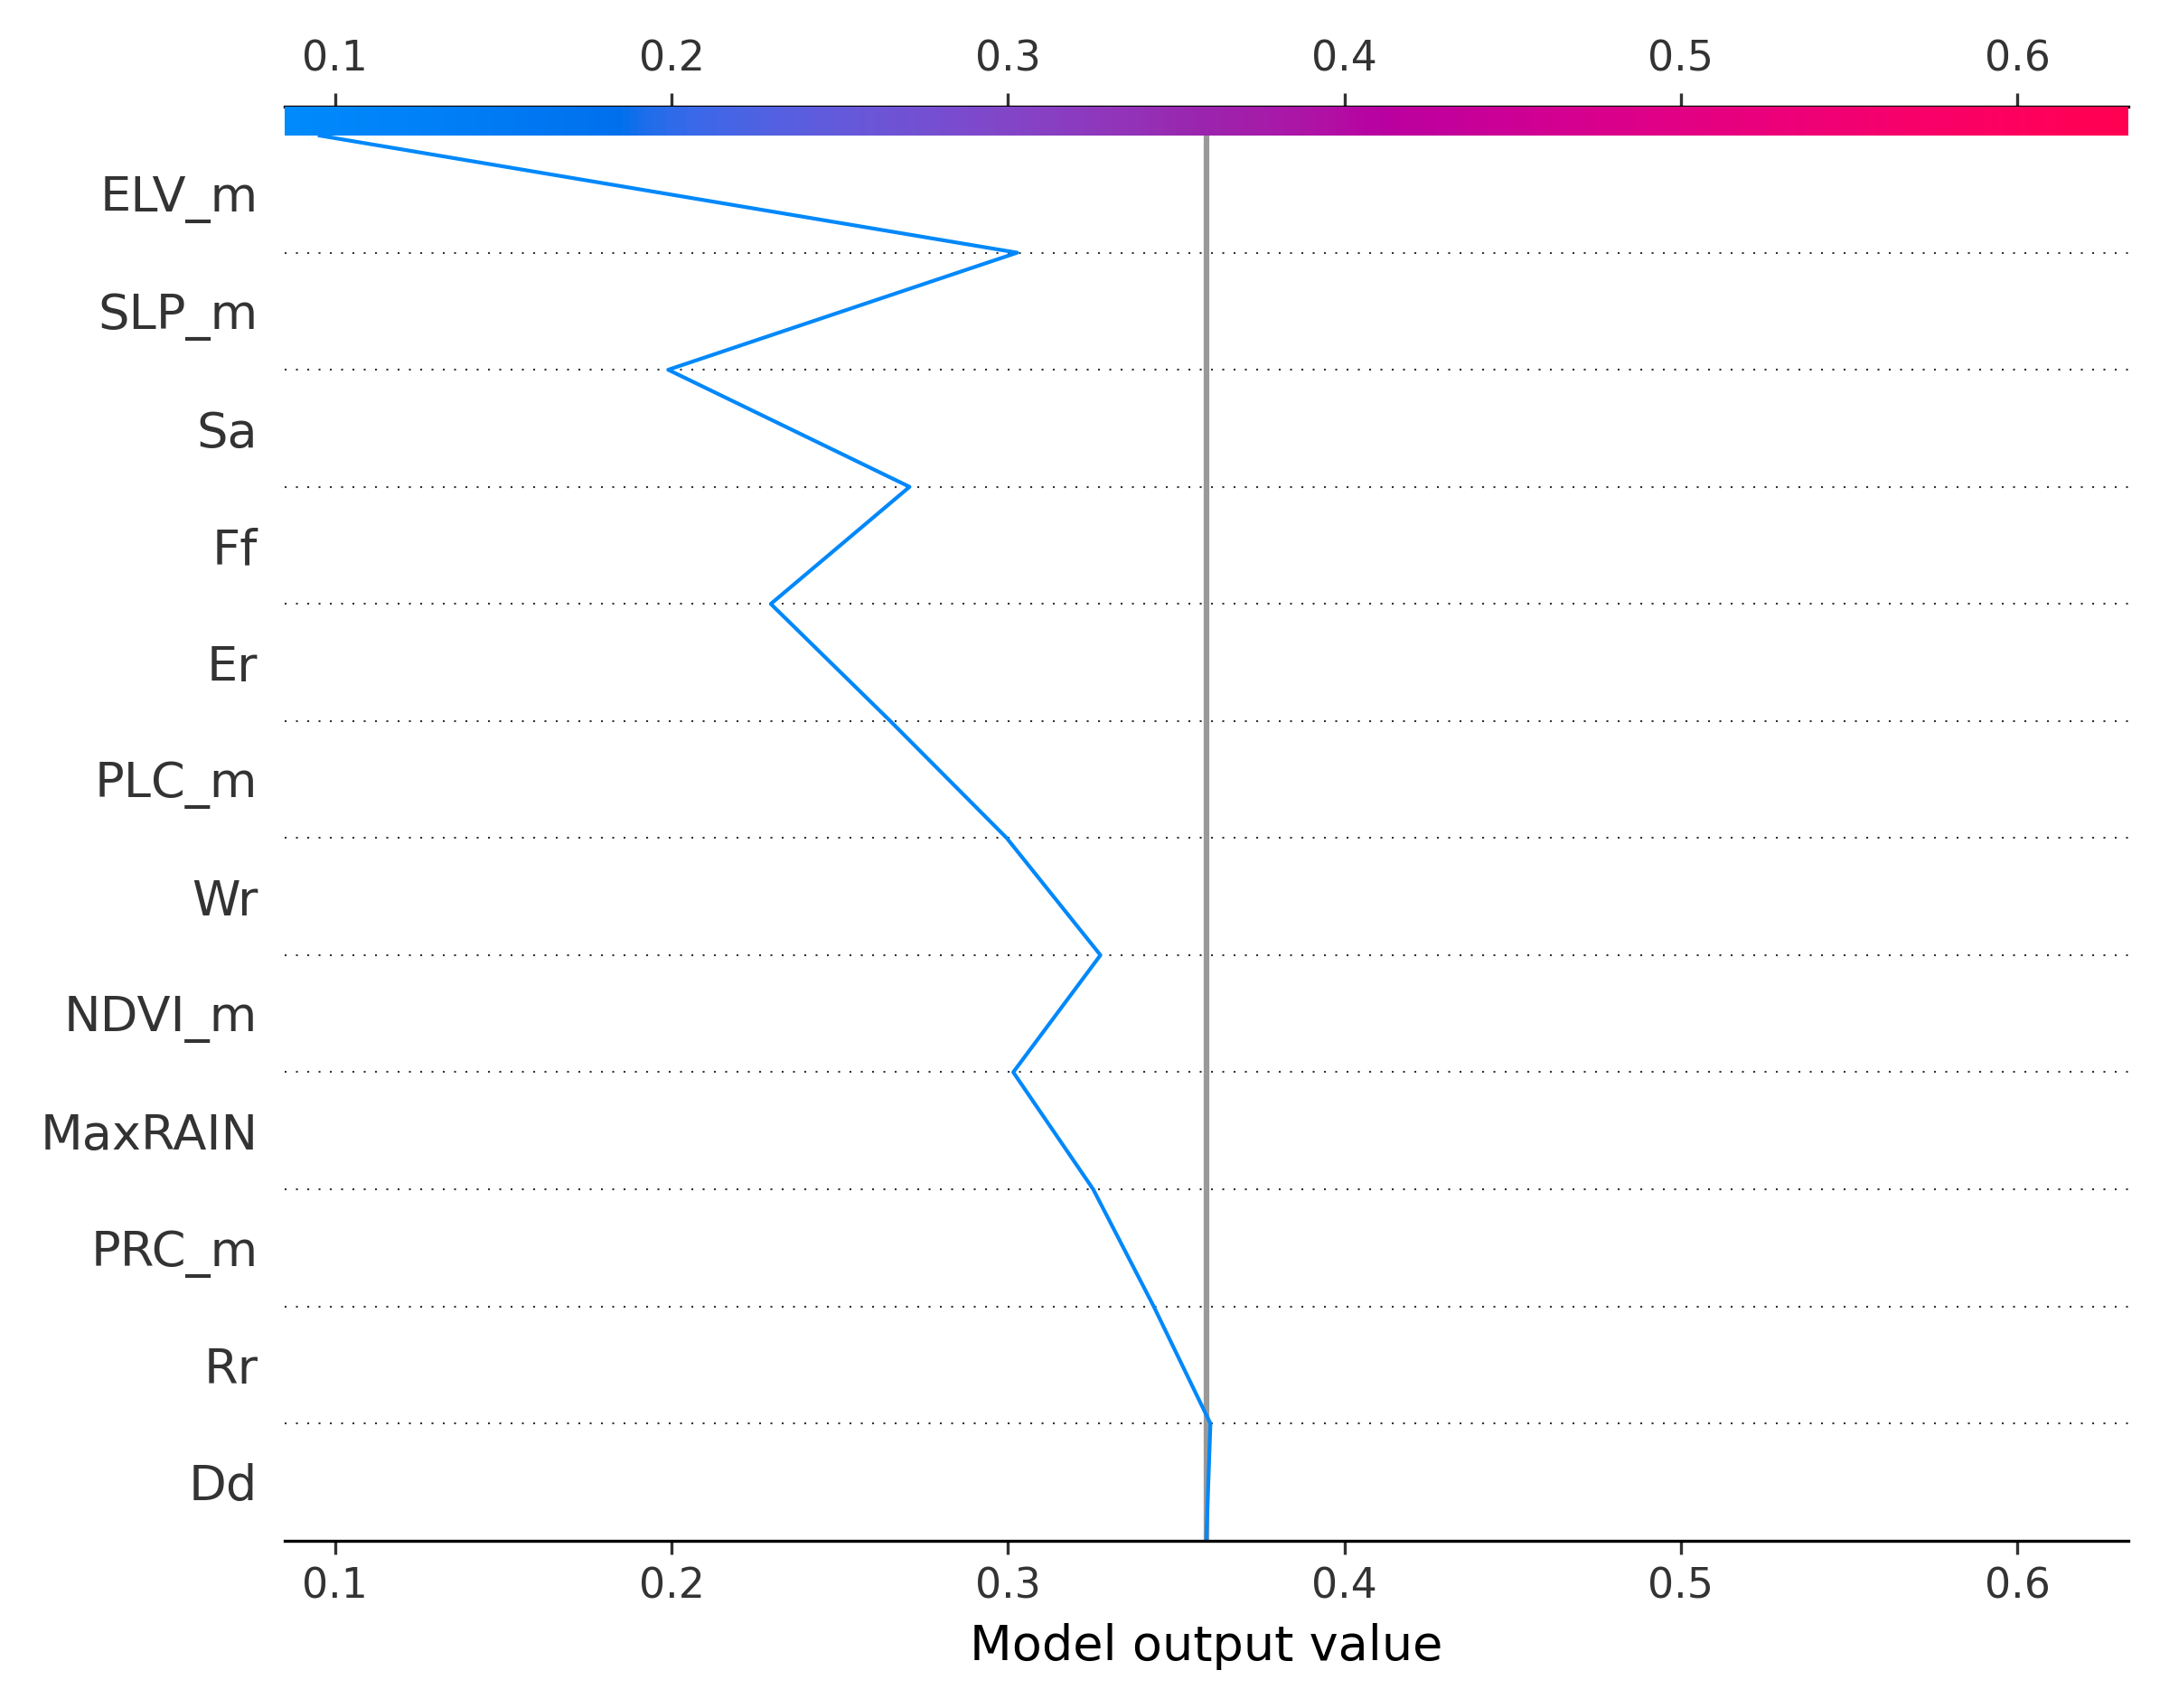 0.1 0.2 0.3 0.4 0.5 0.6
ELV_m
SLP_m
Sa
Ff
Er
PLC_m
Wr
NDVI_m
MaxRAIN
PRC_m
Rr
Dd
0.1 0.2 0.3 0.4 0.5 0.6
Model output value